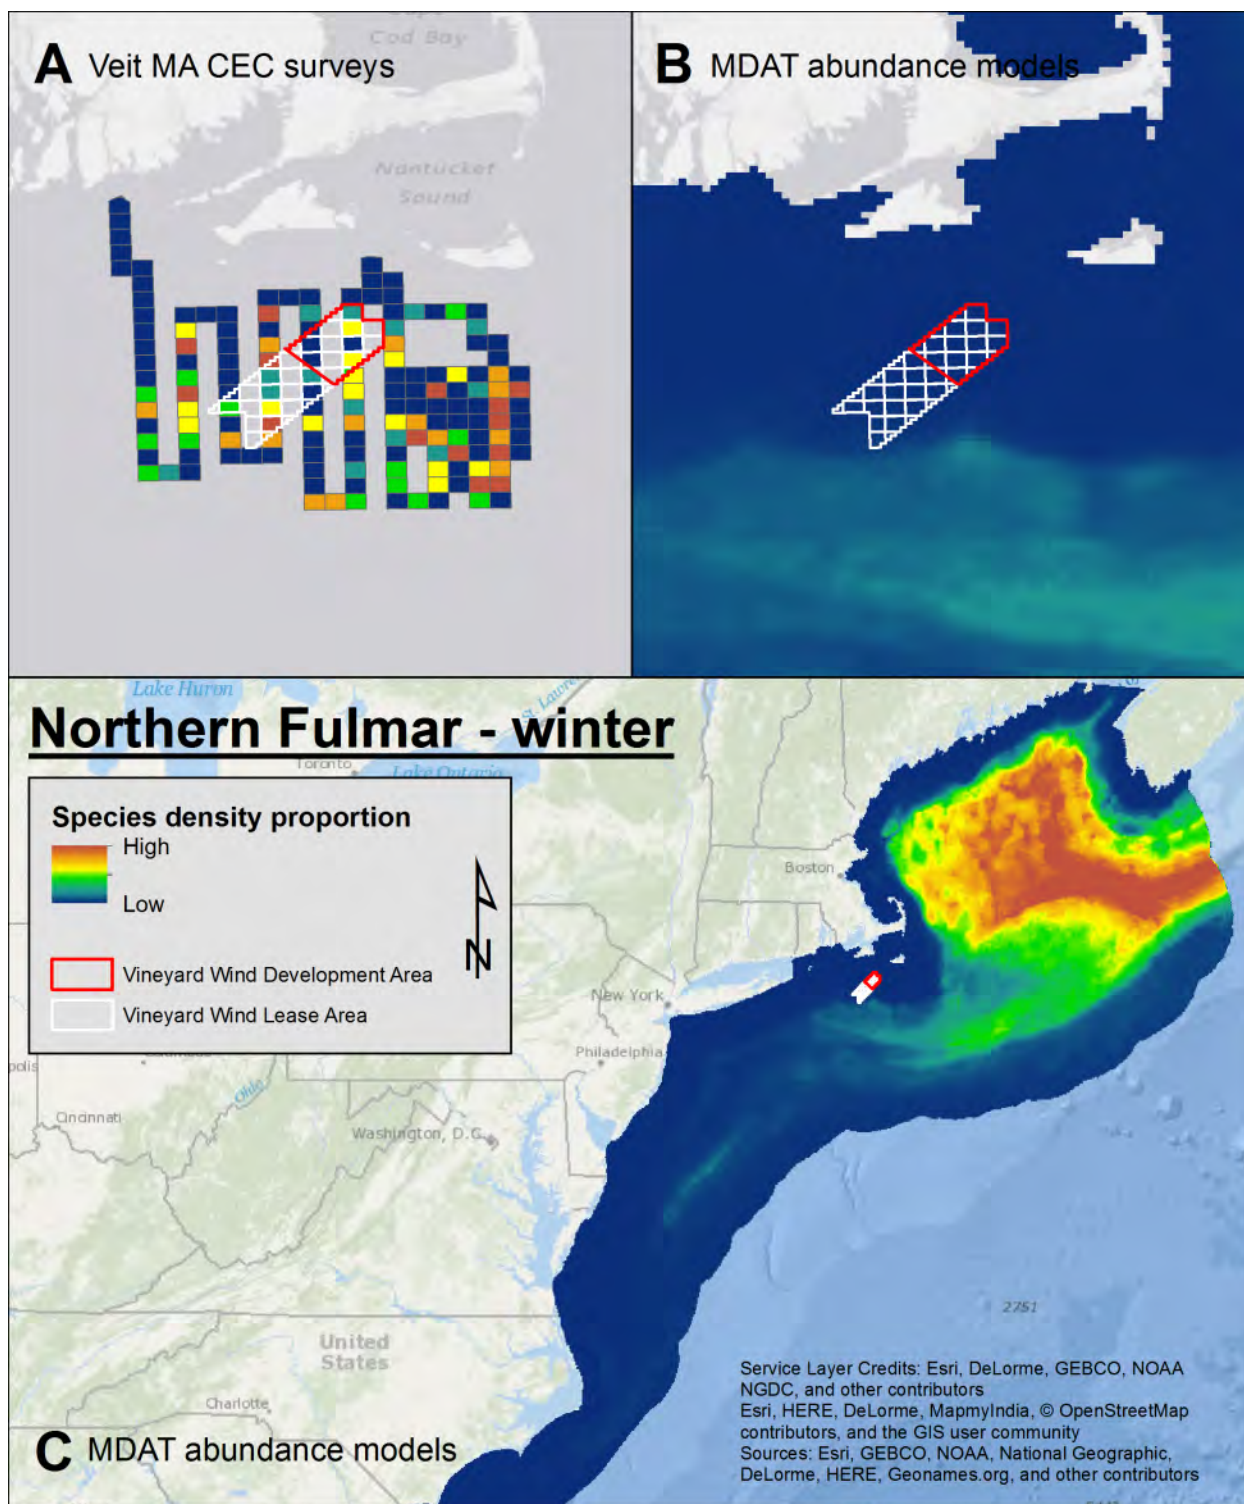 A Veit MA CEC surveys
Cod Bay
Nantucket
Sound
B MDAT abundance models
Lake Huron
St. Lawre
Northern Fulmar - winter
Toronto
Lake Ontario
Species density proportion
High
Low
N
Vineyard Wind Development Area
Vineyard Wind Lease Area
Boston
New York
Philadelphia
polis
Ohio
Cincinnati
Washington, D.C.
2751
United
States
Charlotte
Service Layer Credits: Esri, DeLorme, GEBCO, NOAA
NGDC, and other contributors
Esri, HERE, DeLorme, MapmyIndia, © OpenStreetMap
contributors, and the GIS user community
Sources: Esri, GEBCO, NOAA, National Geographic,
DeLorme, HERE, Geonames.org, and other contributors
C MDAT abundance models